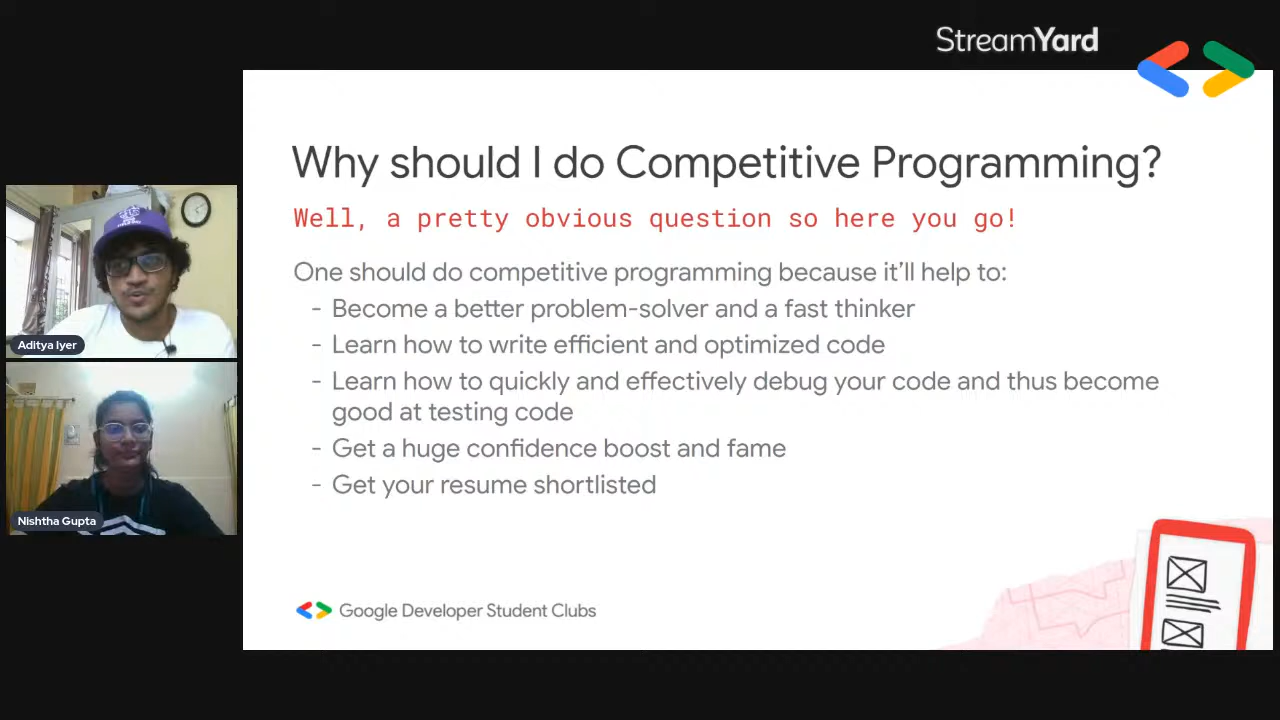 StreamYard
Why should I do Competitive Programming?
Well, a pretty obvious question so here you go!
One should do competitive programming because it’ll help to:
- Become a better problem-solver and a fast thinker
- Learn how to write efficient and optimized code
- Learn how to quickly and effectively debug your code and thus become
good at testing code
- Get a huge confidence boost and fame
- Get your resume shortlisted
Google Developer Student Clubs
Aditya Iyer
Nishtha Gupta